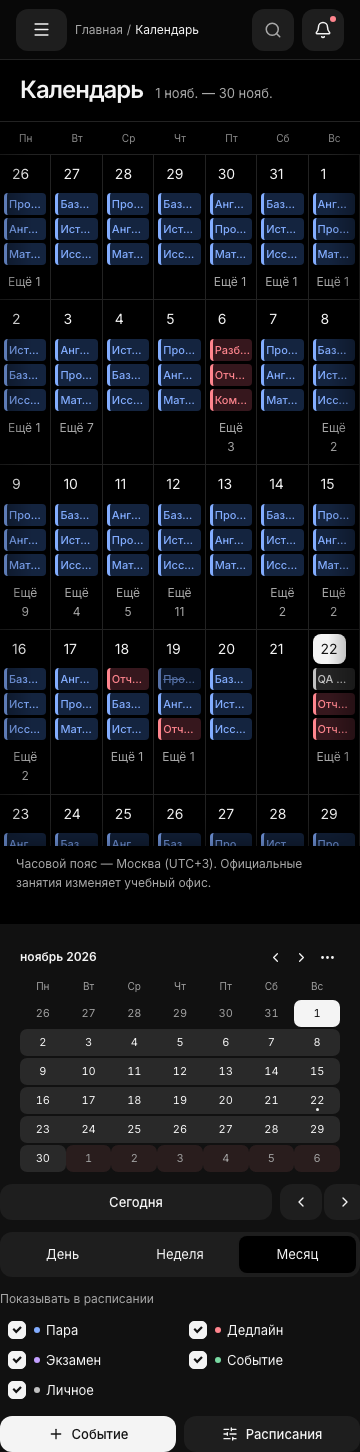 Главная / Календарь
Календарь 1 нояб. — 30 нояб.
Пн Вт Ср Чт Пт Сб Вс
26 27 28 29 30 31 1
Про… Баз… Про… Баз… Анг… Баз… Анг…
Анг… Ист… Анг… Ист… Про… Ист… Про…
Мат… Исс… Мат… Исс… Мат… Исс… Мат…
Ещё 1 Ещё 1 Ещё 1 Ещё 1
2 3 4 5 6 7 8
Ист… Анг… Ист… Про… Разб… Про… Баз…
Баз… Про… Баз… Анг… Отч… Анг… Ист…
Исс… Мат… Исс… Мат… Ком… Мат… Исс…
Ещё 1 Ещё 7 Ещё 3 Ещё 2
9 10 11 12 13 14 15
Про… Баз… Анг… Баз… Про… Баз… Про…
Анг… Ист… Про… Ист… Анг… Ист… Анг…
Мат… Исс… Мат… Исс… Мат… Исс… Мат…
Ещё 9 Ещё 4 Ещё 5 Ещё 11 Ещё 2 Ещё 2
16 17 18 19 20 21 22
Баз… Анг… Отч… Про… Баз… QA …
Ист… Про… Баз… Анг… Ист… Отч…
Исс… Мат… Ист… Отч… Исс… Отч…
Ещё 2 Ещё 1 Ещё 1 Ещё 1
23 24 25 26 27 28 29
Анг… Баз… Анг… Баз… Про… Ист… Про…
Часовой пояс — Москва (UTC+3). Официальные
занятия изменяет учебный офис.
ноябрь 2026
Пн Вт Ср Чт Пт Сб Вс
26 27 28 29 30 31 1
2 3 4 5 6 7 8
9 10 11 12 13 14 15
16 17 18 19 20 21 22
23 24 25 26 27 28 29
30 1 2 3 4 5 6
Сегодня
День Неделя Месяц
Показывать в расписании
Пара Дедлайн
Экзамен Событие
Личное
Событие Расписания